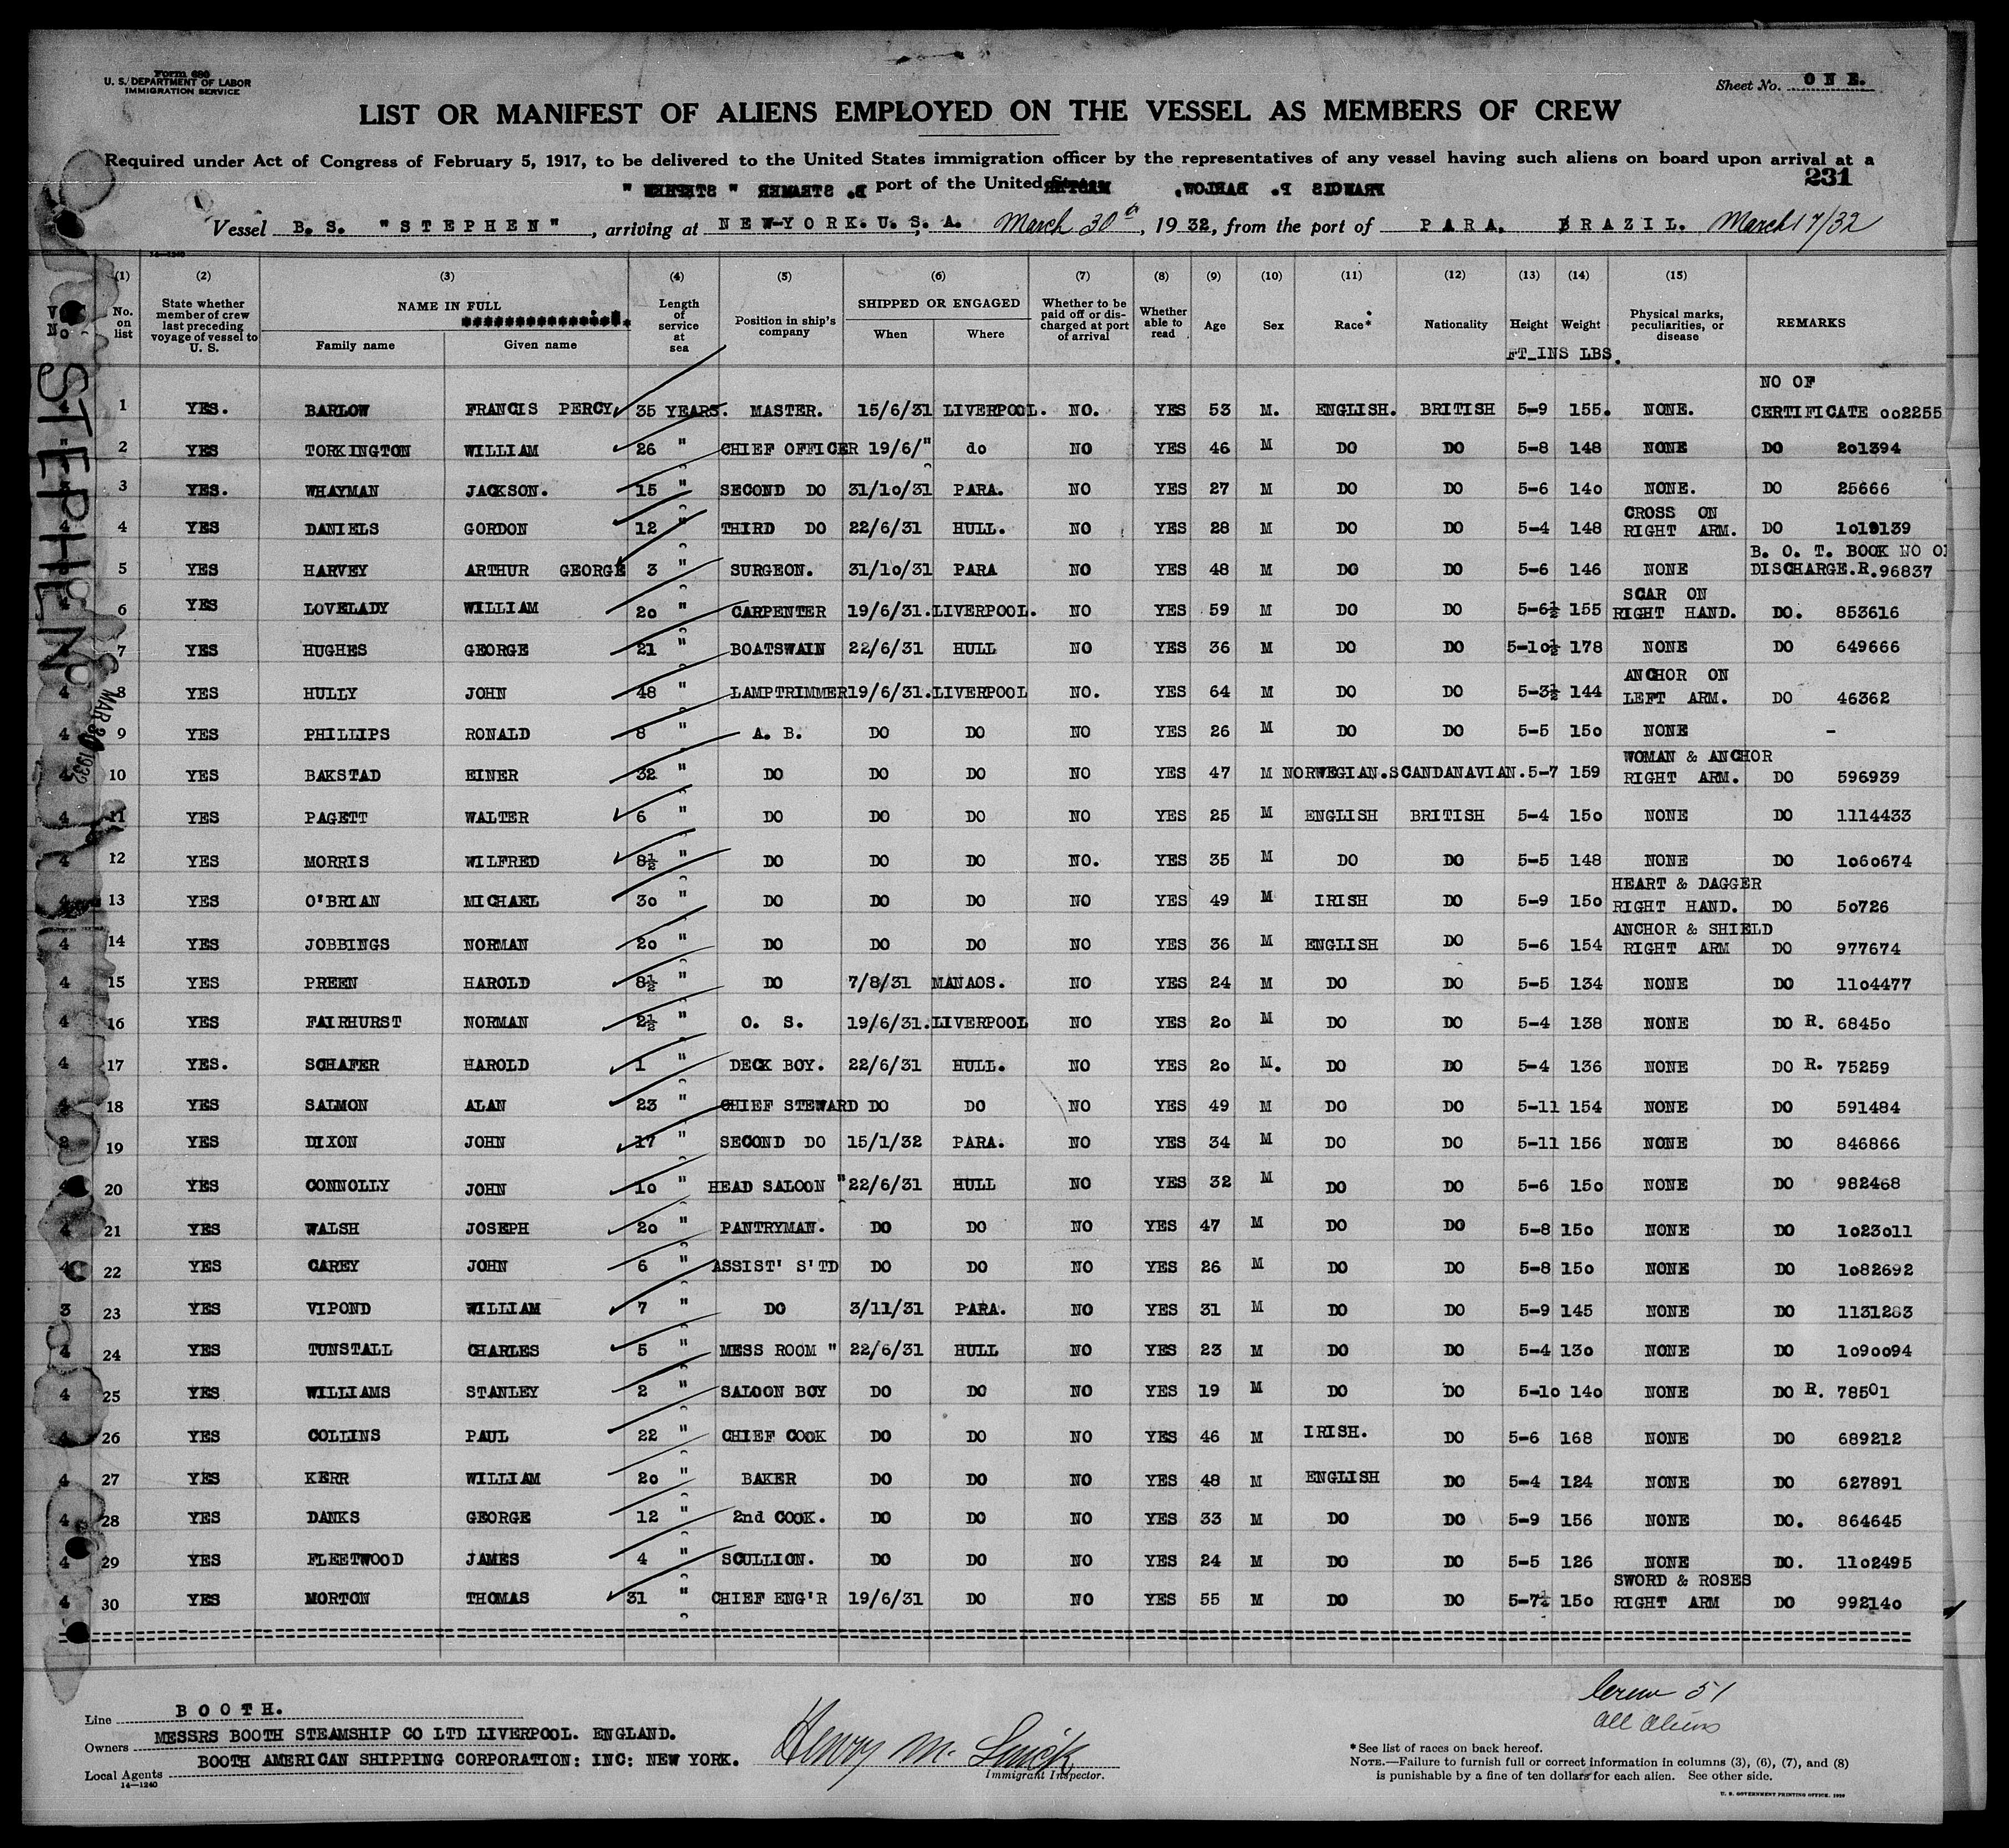 Form 680
U. S. DEPARTMENT OF LABOR
IMMIGRATION SERVICE
Sheet No. ONE.
LIST OR MANIFEST OF ALIENS EMPLOYED ON THE VESSEL AS MEMBERS OF CREW
Required under Act of Congress of February 5, 1917, to be delivered to the United States immigration officer by the representatives of any vessel having such aliens on board upon arrival at a
port of the United States
231
Vessel B. S. "STEPHEN", arriving at NEW-YORK. U. S. A. March 30th, 1932, from the port of PARA, BRAZIL. March 17/32
(1) (2) (3) (4) (5) (6) (7) (8) (9) (10) (11) (12) (13) (14) (15)
No. on list | State whether member of crew last preceding voyage of vessel to U. S. | NAME IN FULL Family name Given name | Length of service at sea | Position in ship's company | SHIPPED OR ENGAGED When Where | Whether to be paid off or discharged at port of arrival | Whether able to read | Age | Sex | Race* | Nationality | Height | Weight | Physical marks, peculiarities, or disease | REMARKS
FT_INS LBS.
STEPHEN
MAR 30 1932
NO OF
1 YES. BARLOW FRANCIS PERCY 35 YEARS. MASTER. 15/6/31 LIVERPOOL. NO. YES 53 M. ENGLISH. BRITISH 5-9 155. NONE. CERTIFICATE 002255
2 YES TORKINGTON WILLIAM 26 " CHIEF OFFICER 19/6/" do NO YES 46 M DO DO 5-8 148 NONE DO 201394
3 YES. WHAYMAN JACKSON. 15 " SECOND DO 31/10/31 PARA. NO YES 27 M DO DO 5-6 140 NONE. DO 25666
4 YES DANIELS GORDON 12 " THIRD DO 22/6/31 HULL. NO YES 28 M DO DO 5-4 148 CROSS ON RIGHT ARM. DO 1019139
5 YES HARVEY ARTHUR GEORGE 3 " SURGEON. 31/10/31 PARA NO YES 48 M DO DO 5-6 146 NONE B. O. T. BOOK NO OF DISCHARGE.R.96837
6 YES LOVELADY WILLIAM 20 " CARPENTER 19/6/31. LIVERPOOL. NO YES 59 M DO DO 5-6½ 155 SCAR ON RIGHT HAND. DO. 853616
7 YES HUGHES GEORGE 21 " BOATSWAIN 22/6/31 HULL NO YES 36 M DO DO 5-10½ 178 NONE DO 649666
8 YES HULLY JOHN 48 " LAMPTRIMMER 19/6/31. LIVERPOOL NO. YES 64 M DO DO 5-3½ 144 ANCHOR ON LEFT ARM. DO 46362
9 YES PHILLIPS RONALD 8 " A. B. DO DO NO YES 26 M DO DO 5-5 150 NONE -
10 YES BAKSTAD EINER 32 " DO DO DO NO YES 47 M NORWEGIAN. SCANDANAVIAN. 5-7 159 WOMAN & ANCHOR RIGHT ARM. DO 596939
11 YES PAGETT WALTER 6 " DO DO DO NO YES 25 M ENGLISH BRITISH 5-4 150 NONE DO 1114433
12 YES MORRIS WILFRED 8½ " DO DO DO NO. YES 35 M DO DO 5-5 148 NONE DO 1060674
13 YES O'BRIAN MICHAEL 30 " DO DO DO NO YES 49 M IRISH DO 5-9 150 HEART & DAGGER RIGHT HAND. DO 50726
14 YES JOBBINGS NORMAN 20 " DO DO DO NO YES 36 M ENGLISH DO 5-6 154 ANCHOR & SHIELD RIGHT ARM DO 977674
15 YES PREEN HAROLD 8½ " DO 7/8/31 MANAOS. NO YES 24 M DO DO 5-5 134 NONE DO 1104477
16 YES FAIRHURST NORMAN 2½ " O. S. 19/6/31. LIVERPOOL NO YES 20 M DO DO 5-4 138 NONE DO R. 68450
17 YES. SCHAFER HAROLD 1 " DECK BOY. 22/6/31 HULL. NO YES 20 M. DO DO 5-4 136 NONE DO R. 75259
18 YES SALMON ALAN 23 " CHIEF STEWARD DO DO NO YES 49 M DO DO 5-11 154 NONE DO 591484
19 YES DIXON JOHN 17 " SECOND DO 15/1/32 PARA. NO YES 34 M DO DO 5-11 156 NONE DO 846866
20 YES CONNOLLY JOHN 10 " HEAD SALOON " 22/6/31 HULL NO YES 32 M DO DO 5-6 150 NONE DO 982468
21 YES WALSH JOSEPH 20 " PANTRYMAN. DO DO NO YES 47 M DO DO 5-8 150 NONE DO 1023011
22 YES CAREY JOHN 6 " ASSIST' S'TD DO DO NO YES 26 M DO DO 5-8 150 NONE DO 1082692
23 YES VIPOND WILLIAM 7 " DO 3/11/31 PARA. NO YES 31 M DO DO 5-9 145 NONE DO 1131283
24 YES TUNSTALL CHARLES 5 " MESS ROOM " 22/6/31 HULL NO YES 23 M DO DO 5-4 130 NONE DO 1090094
25 YES WILLIAMS STANLEY 2 " SALOON BOY DO DO NO YES 19 M DO DO 5-10 140 NONE DO R. 78501
26 YES COLLINS PAUL 22 " CHIEF COOK DO DO NO YES 46 M IRISH. DO 5-6 168 NONE DO 689212
27 YES KERR WILLIAM 20 " BAKER DO DO NO YES 48 M ENGLISH DO 5-4 124 NONE DO 627891
28 YES DANKS GEORGE 12 " 2nd COOK. DO DO NO YES 33 M DO DO 5-9 156 NONE DO. 864645
29 YES FLEETWOOD JAMES 4 " SCULLION. DO DO NO YES 24 M DO DO 5-5 126 NONE DO. 1102495
30 YES MORTON THOMAS 31 " CHIEF ENG'R 19/6/31 DO NO YES 55 M DO DO 5-7½ 150 SWORD & ROSES RIGHT ARM DO 992140
Crew 51
all aliens
Line BOOTH.
Owners MESSRS BOOTH STEAMSHIP CO LTD LIVERPOOL. ENGLAND.
Local Agents BOOTH AMERICAN SHIPPING CORPORATION: INC: NEW YORK.
14—1240
Henry M.
Immigrant Inspector.
*See list of races on back hereof.
NOTE.—Failure to furnish full or correct information in columns (3), (6), (7), and (8)
is punishable by a fine of ten dollars for each alien. See other side.
U. S. GOVERNMENT PRINTING OFFICE